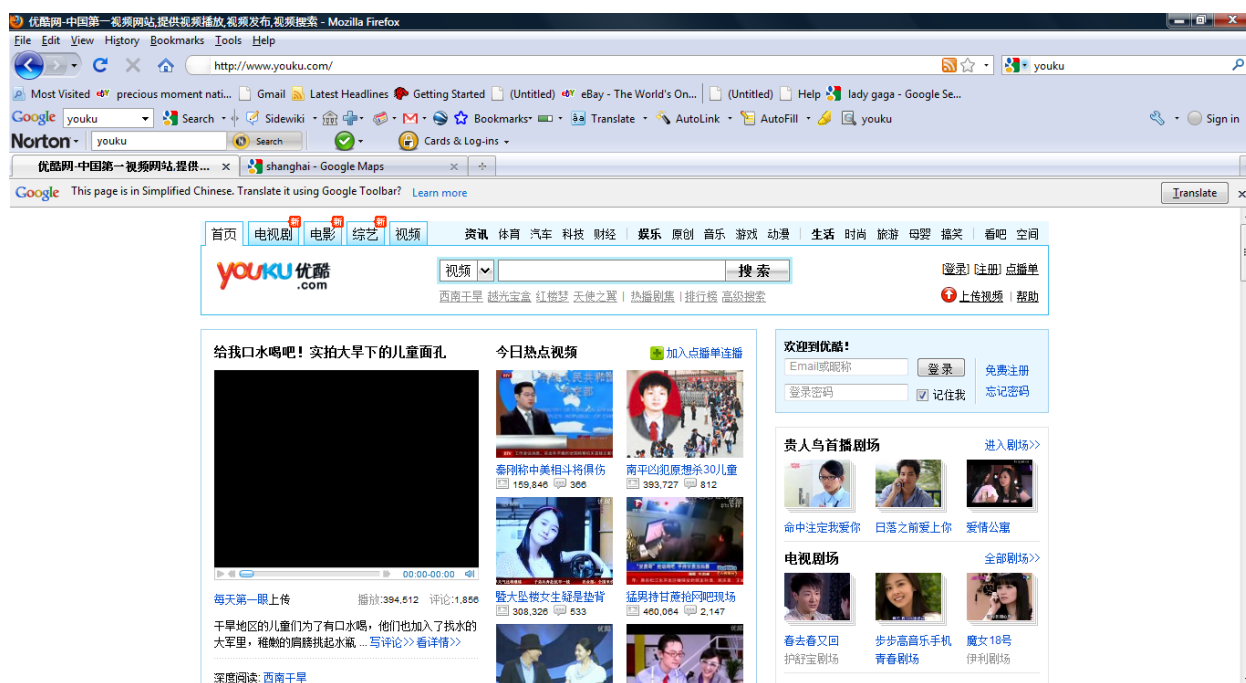 优酷网-中国第一视频网站,提供视频播放,视频发布,视频搜索 - Mozilla Firefox
File Edit View History Bookmarks Tools Help
http://www.youku.com/ youku
Most Visited precious moment nati... Gmail Latest Headlines Getting Started (Untitled) eBay - The World's On... (Untitled) Help lady gaga - Google Se...
Google youku Search Sidewiki Bookmarks Translate AutoLink AutoFill youku Sign in
Norton youku Search Cards & Log-ins
优酷网-中国第一视频网站,提供... shanghai - Google Maps
Google This page is in Simplified Chinese. Translate it using Google Toolbar? Learn more Translate
首页 电视剧 新 电影 新 综艺 新 视频 资讯 体育 汽车 科技 财经 | 娱乐 原创 音乐 游戏 动漫 | 生活 时尚 旅游 母婴 搞笑 | 看吧 空间
YOUKU 优酷 .com 视频 搜索 [登录] [注册] 点播单
西南干旱 越光宝盒 红楼梦 天使之翼 | 热播剧集 | 排行榜 高级搜索 上传视频 | 帮助
给我口水喝吧！实拍大旱下的儿童面孔
00:00-00:00
每天第一眼上传 播放:394,512 评论:1,856
干旱地区的儿童们为了有口水喝，他们也加入了找水的
大军里，稚嫩的肩膀挑起水瓶 ... 写评论>> 看详情>>
深度阅读: 西南干旱
今日热点视频 加入点播单连播
秦刚称中美相斗将俱伤 南平凶犯原想杀30儿童
159,846 366 393,727 812
暨大坠楼女生疑是垫背 猛男持甘蔗抢网吧现场
308,326 533 460,064 2,147
欢迎到优酷!
Email或昵称 登录 免费注册
登录密码 记住我 忘记密码
贵人鸟首播剧场 进入剧场>>
命中注定我爱你 日落之前爱上你 爱情公寓
电视剧场 全部剧场>>
春去春又回 步步高音乐手机 魔女18号
护舒宝剧场 青春剧场 伊利剧场